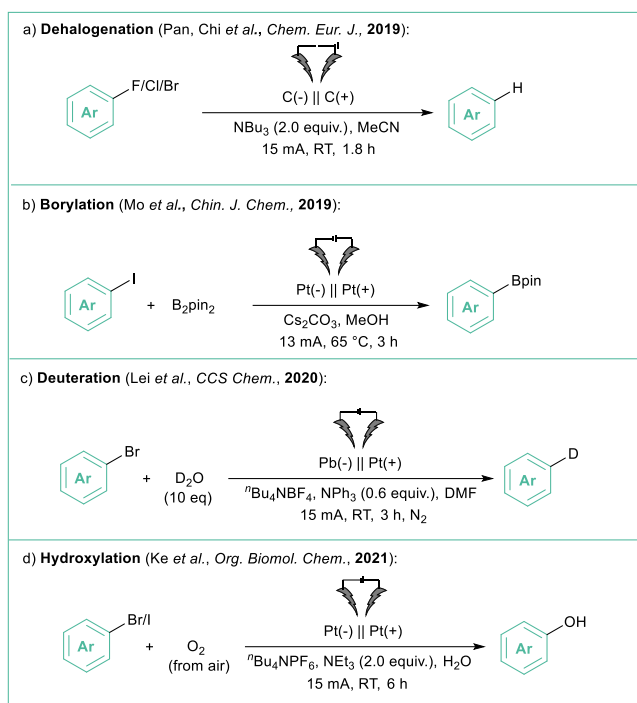 a) Dehalogenation (Pan, Chi et al., Chem. Eur. J., 2019):
F/Cl/Br
Ar
C(-) || C(+)
NBu3 (2.0 equiv.), MeCN
15 mA, RT, 1.8 h
H
Ar
b) Borylation (Mo et al., Chin. J. Chem., 2019):
I
Ar
+ B2pin2
Pt(-) || Pt(+)
Cs2CO3, MeOH
13 mA, 65 °C, 3 h
Bpin
Ar
c) Deuteration (Lei et al., CCS Chem., 2020):
Br
Ar
+ D2O
(10 eq)
Pb(-) || Pt(+)
nBu4NBF4, NPh3 (0.6 equiv.), DMF
15 mA, RT, 3 h, N2
D
Ar
d) Hydroxylation (Ke et al., Org. Biomol. Chem., 2021):
Br/I
Ar
+ O2
(from air)
Pt(-) || Pt(+)
nBu4NPF6, NEt3 (2.0 equiv.), H2O
15 mA, RT, 6 h
OH
Ar